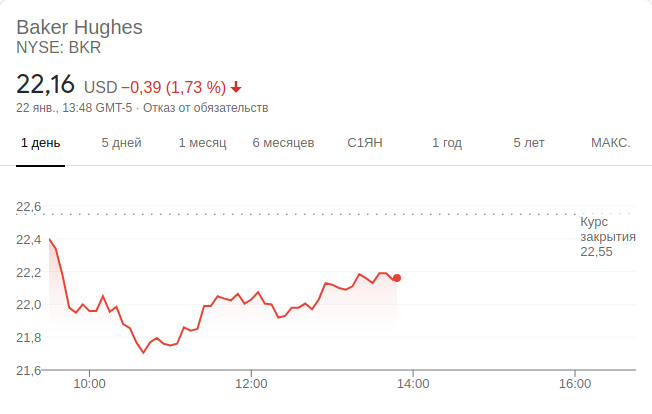 Baker Hughes
NYSE: BKR
22,16 USD −0,39 (1,73 %)
22 янв., 13:48 GMT-5 · Отказ от обязательств
1 день 5 дней 1 месяц 6 месяцев С1ЯН 1 год 5 лет МАКС.
22,6
Курс
22,4 закрытия
22,55
22,2
22,0
21,8
21,6
10:00 12:00 14:00 16:00